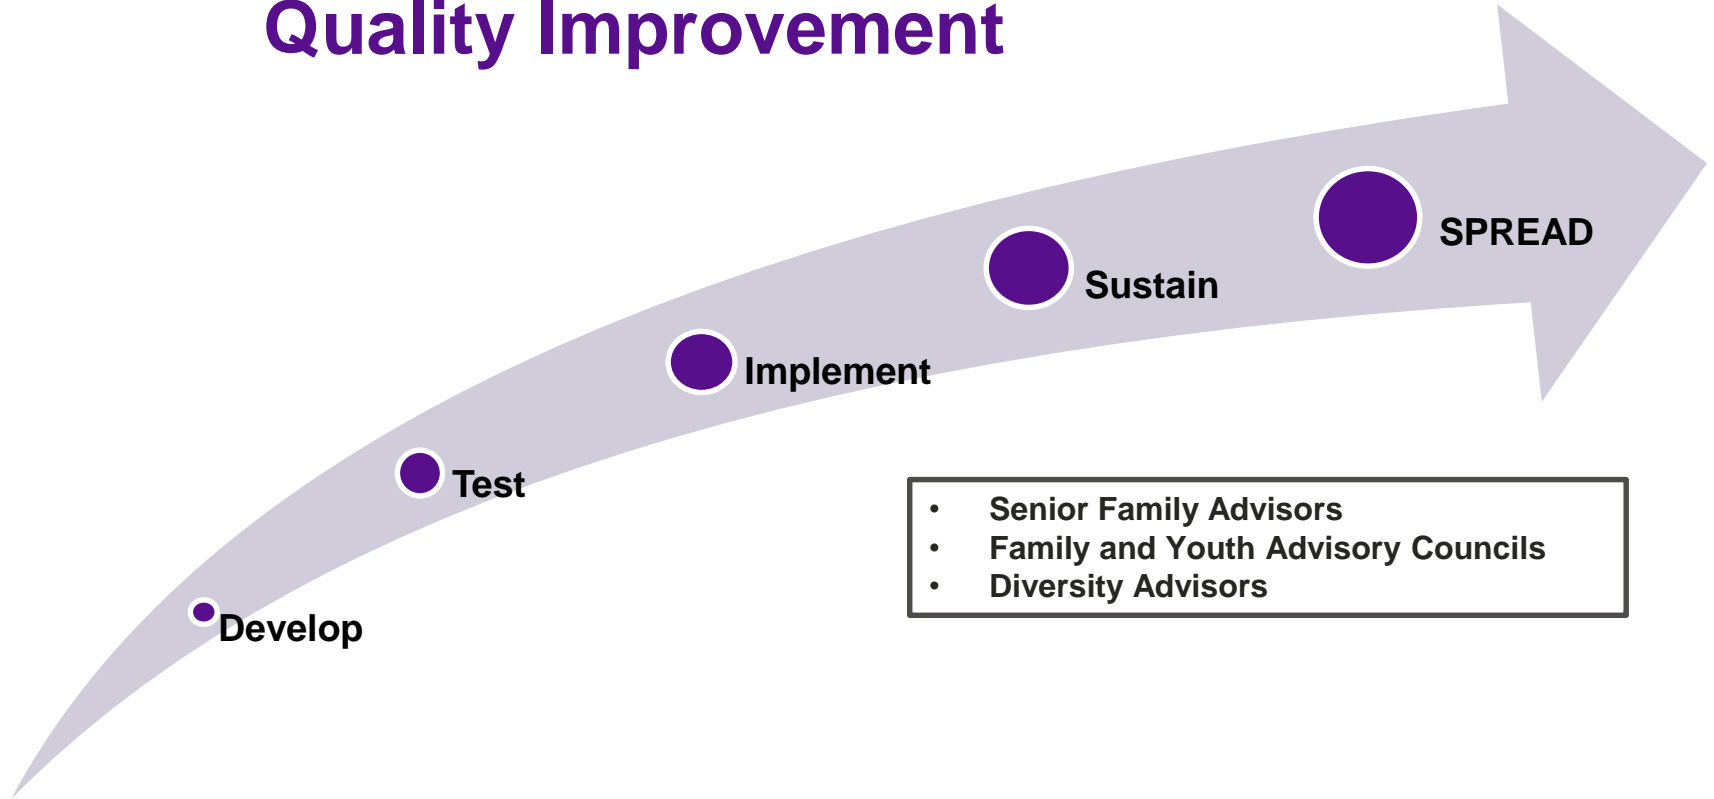 Quality Improvement
SPREAD
Sustain
Implement
Test
Develop
• Senior Family Advisors
• Family and Youth Advisory Councils
• Diversity Advisors